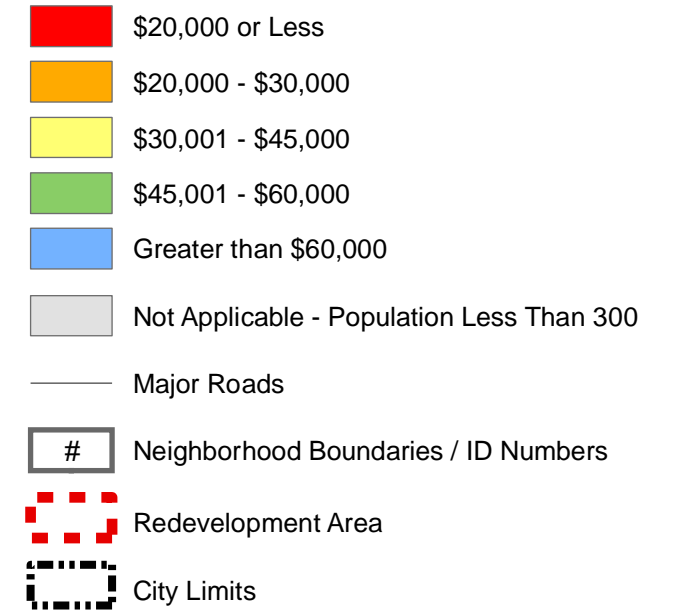 $20,000 or Less
$20,000 - $30,000
$30,001 - $45,000
$45,001 - $60,000
Greater than $60,000
Not Applicable - Population Less Than 300
Major Roads
# Neighborhood Boundaries / ID Numbers
Redevelopment Area
City Limits